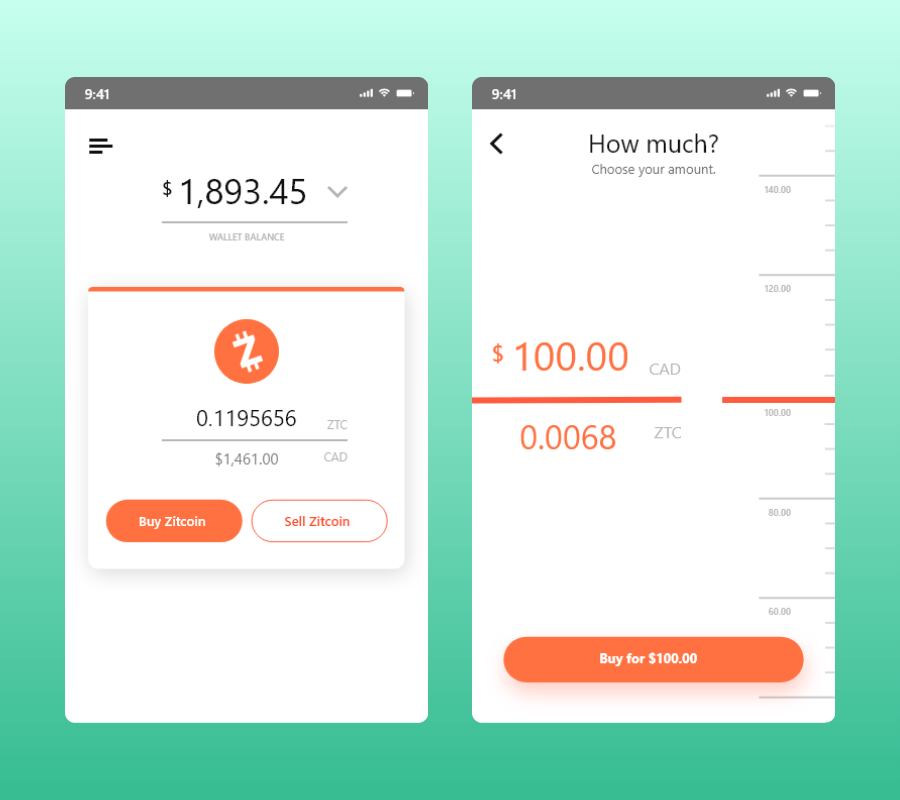 9:41
$ 1,893.45
WALLET BALANCE
0.1195656 ZTC
$1,461.00 CAD
Buy Zitcoin
Sell Zitcoin
9:41
How much?
Choose your amount.
140.00
120.00
$ 100.00 CAD
100.00
0.0068 ZTC
80.00
60.00
Buy for $100.00